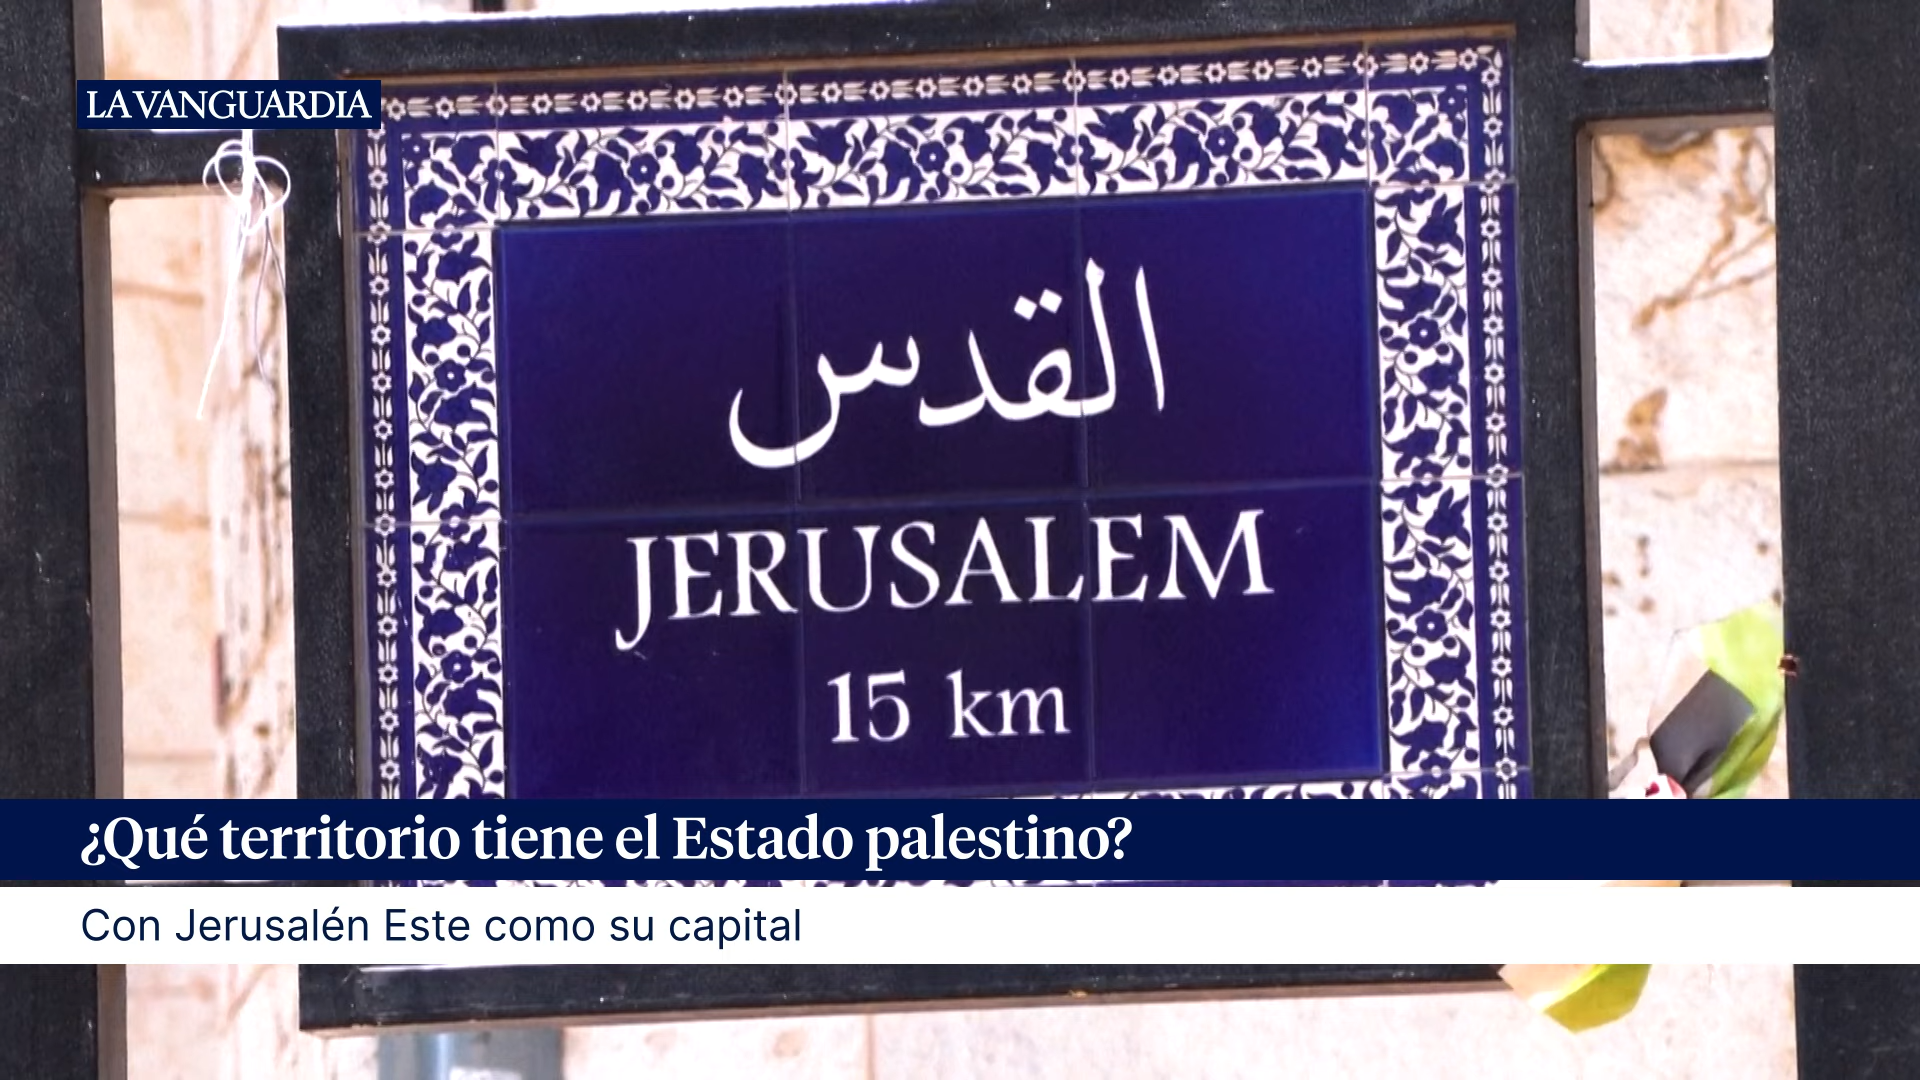 LA VANGUARDIA
القدس
JERUSALEM
15 km
¿Qué territorio tiene el Estado palestino?
Con Jerusalén Este como su capital